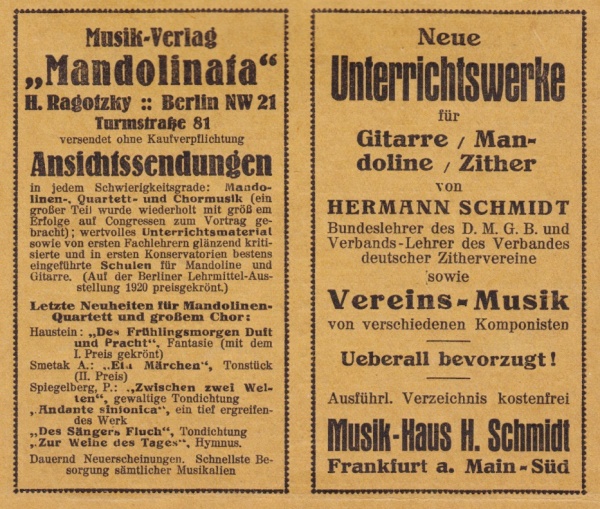 Musik-Verlag
„Mandolinata“
H. Ragotzky :: Berlin NW 21
Turmstraße 81
versendet ohne Kaufverpflichtung
Ansichtssendungen
in jedem Schwierigkeitsgrade: Mando-
linen-, Quartett- und Chormusik (ein
großer Teil wurde wiederholt mit größ em
Erfolge auf Congressen zum Vortrag ge-
bracht); wertvolles Unterrichtsmaterial
sowie von ersten Fachlehrern glänzend kriti-
sierte und in ersten Konservatorien bestens
eingeführte Schulen für Mandoline und
Gitarre. (Auf der Berliner Lehrmittel-Aus-
stellung 1920 preisgekrönt.)
Letzte Neuheiten für Mandolinen-
Quartett und großem Chor:
Haustein: „Des Frühlingsmorgen Duft
und Pracht“, Fantasie (mit dem
I. Preis gekrönt)
Smetak A.: „Ein Märchen“, Tonstück
(II. Preis)
Spiegelberg, P.: „Zwischen zwei Wel-
ten“, gewaltige Tondichtung
„Andante sinfonica“, ein tief ergreifen-
des Werk
„Des Sängers Fluch“, Tondichtung
„Zur Weihe des Tages“, Hymnus.
Dauernd Neuerscheinungen. Schnellste Be-
sorgung sämtlicher Musikalien
Neue
Unterrichtswerke
für
Gitarre / Man-
doline / Zither
von
HERMANN SCHMIDT
Bundeslehrer des D. M. G. B. und
Verbands-Lehrer des Verbandes
deutscher Zithervereine
sowie
Vereins-Musik
von verschiedenen Komponisten
Ueberall bevorzugt!
Ausführl. Verzeichnis kostenfrei
Musik-Haus H. Schmidt
Frankfurt a. Main-Süd